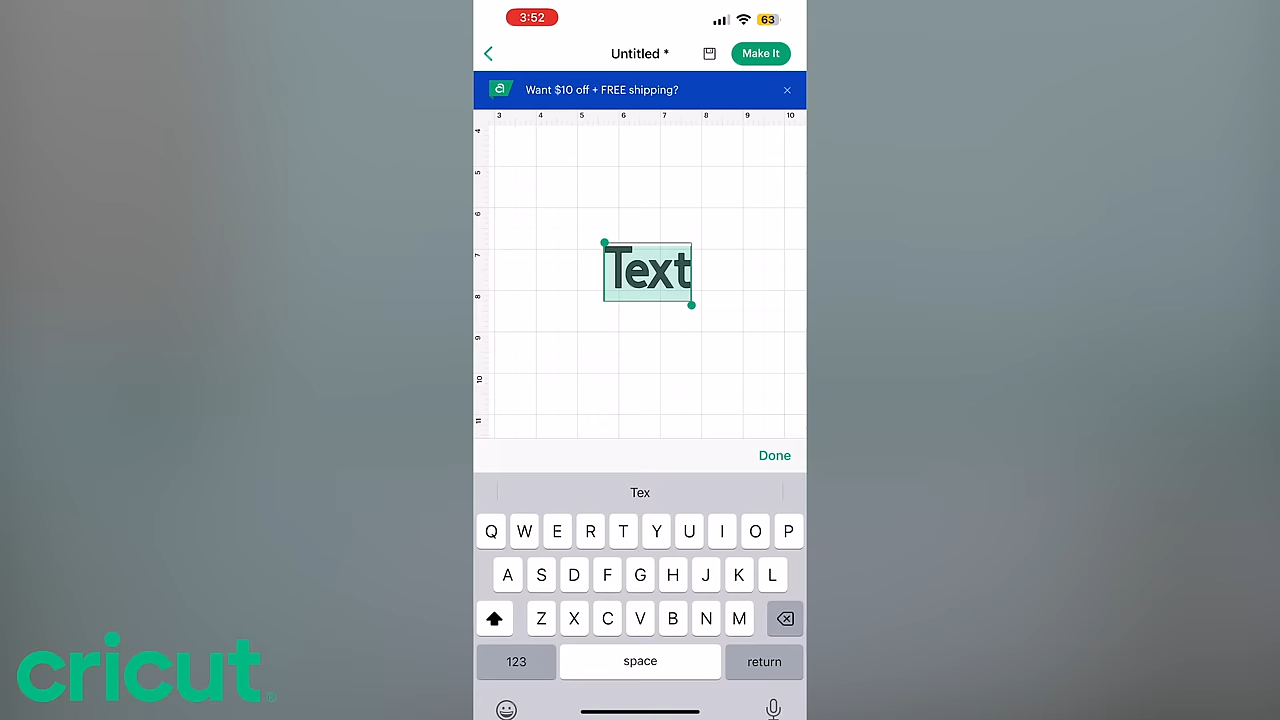 3:52
63
Untitled *
Make It
a
Want $10 off + FREE shipping?
×
3 4 5 6 7 8 9 10
4
5
6
7
8
9
10
11
Text
Done
Tex
Q W E R T Y U I O P
A S D F G H J K L
Z X C V B N M
123 space return
cricut®